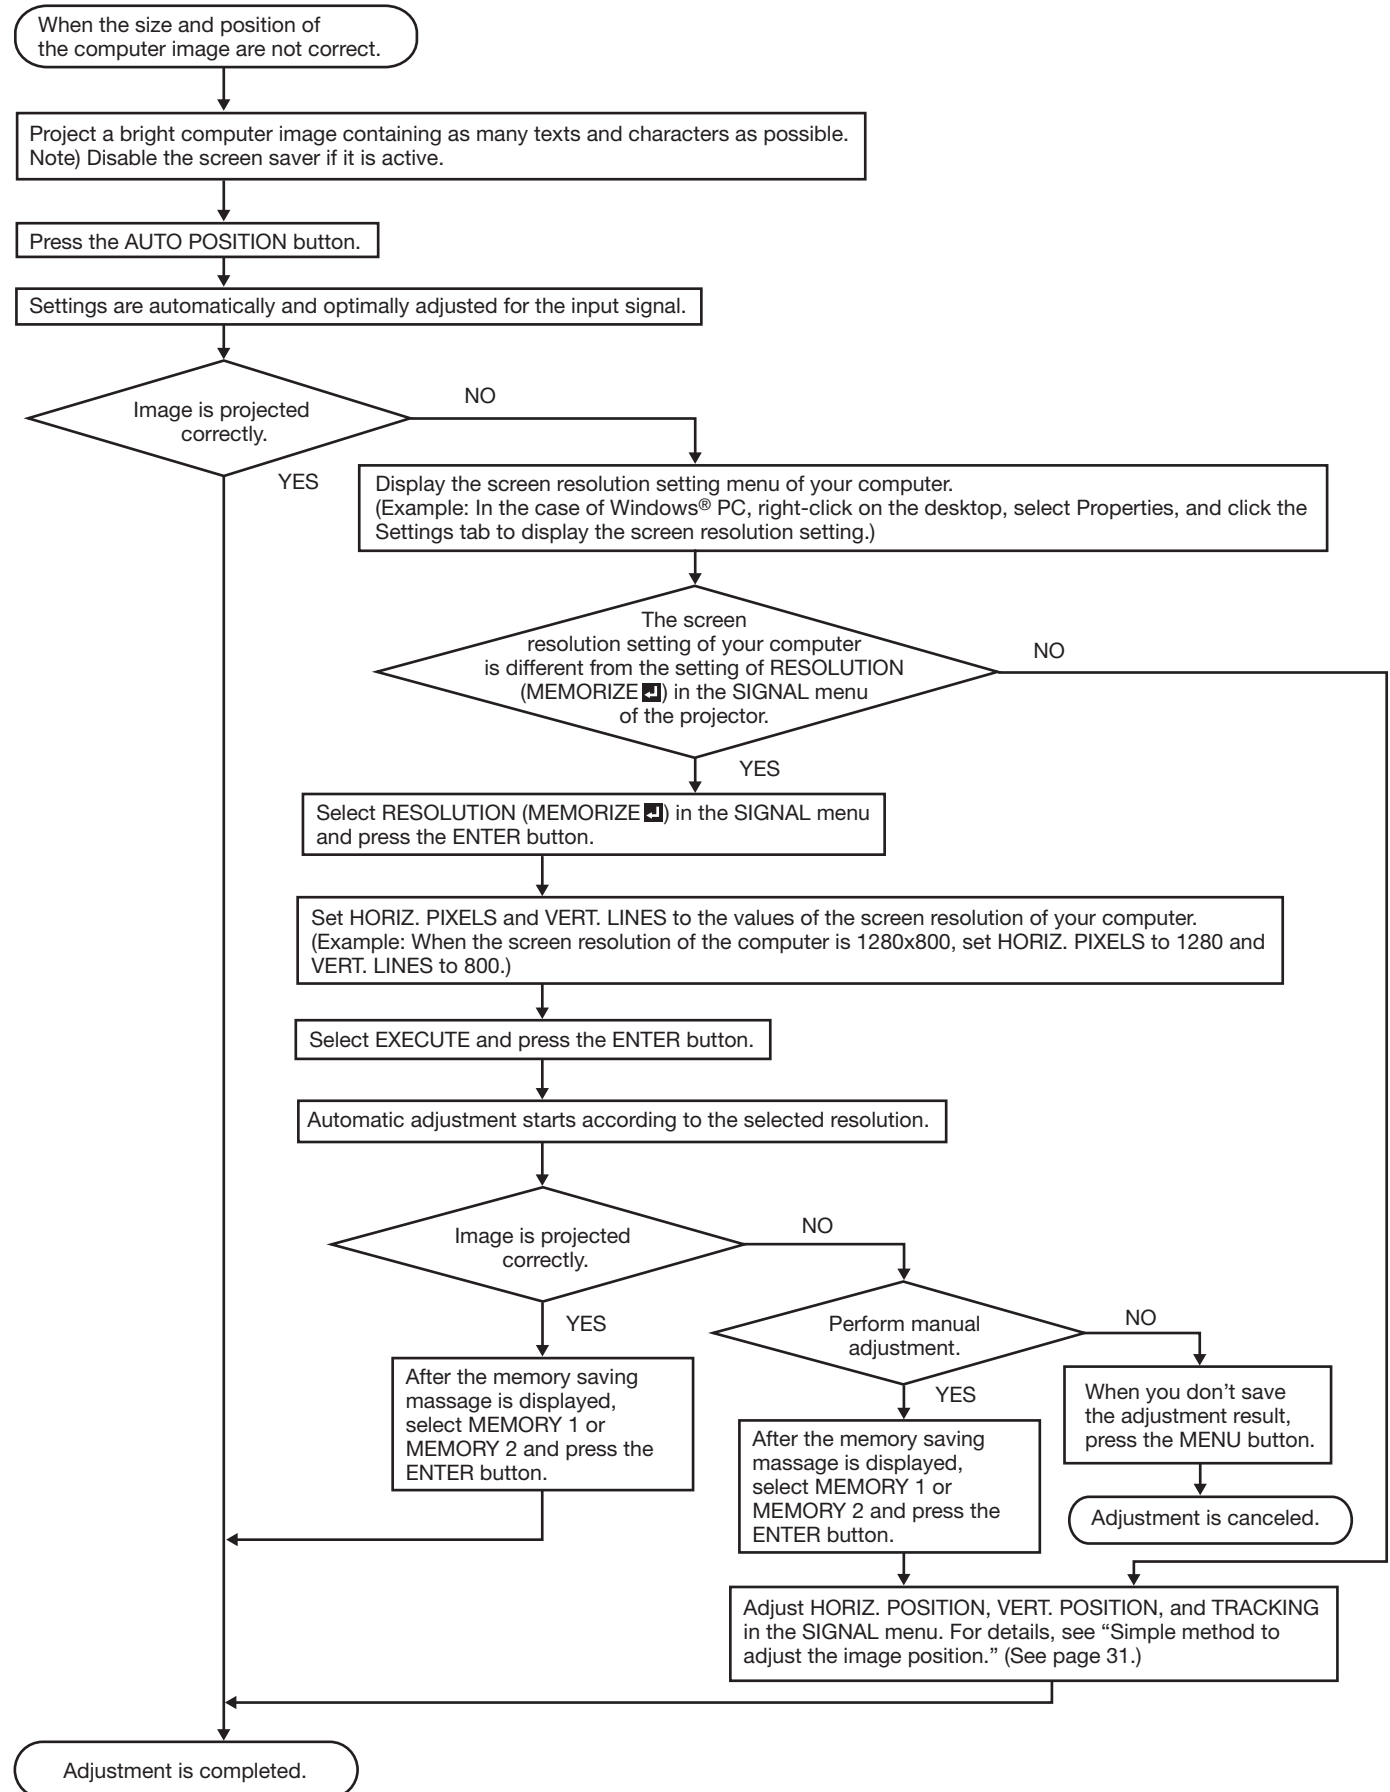 When the size and position of
the computer image are not correct.
Project a bright computer image containing as many texts and characters as possible.
Note) Disable the screen saver if it is active.
Press the AUTO POSITION button.
Settings are automatically and optimally adjusted for the input signal.
Image is projected
correctly.
NO
YES
Display the screen resolution setting menu of your computer.
(Example: In the case of Windows® PC, right-click on the desktop, select Properties, and click the
Settings tab to display the screen resolution setting.)
The screen
resolution setting of your computer
is different from the setting of RESOLUTION
(MEMORIZE ↵) in the SIGNAL menu
of the projector.
NO
YES
Select RESOLUTION (MEMORIZE ↵) in the SIGNAL menu
and press the ENTER button.
Set HORIZ. PIXELS and VERT. LINES to the values of the screen resolution of your computer.
(Example: When the screen resolution of the computer is 1280x800, set HORIZ. PIXELS to 1280 and
VERT. LINES to 800.)
Select EXECUTE and press the ENTER button.
Automatic adjustment starts according to the selected resolution.
Image is projected
correctly.
NO
YES
After the memory saving
massage is displayed,
select MEMORY 1 or
MEMORY 2 and press the
ENTER button.
Perform manual
adjustment.
NO
YES
When you don't save
the adjustment result,
press the MENU button.
After the memory saving
massage is displayed,
select MEMORY 1 or
MEMORY 2 and press the
ENTER button.
Adjustment is canceled.
Adjust HORIZ. POSITION, VERT. POSITION, and TRACKING
in the SIGNAL menu. For details, see “Simple method to
adjust the image position.” (See page 31.)
Adjustment is completed.